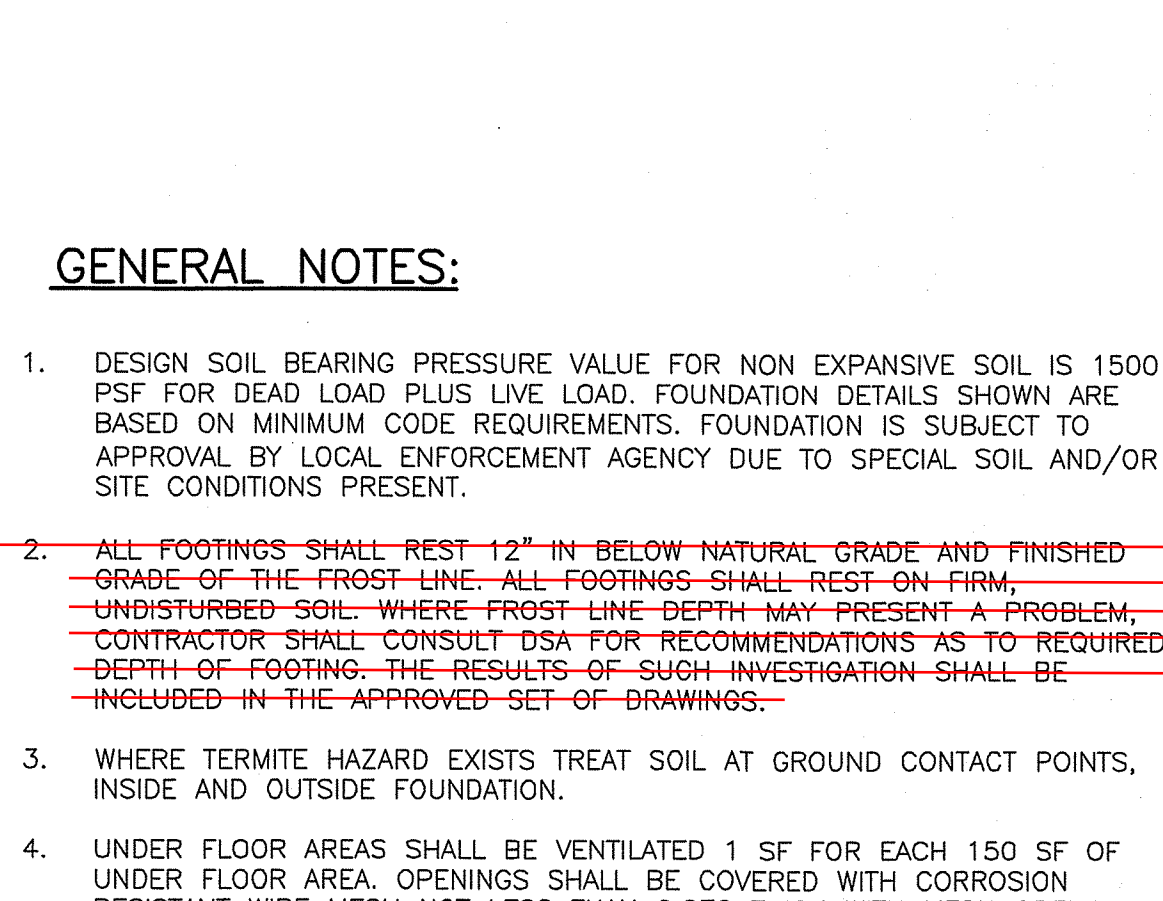 GENERAL NOTES:
1. DESIGN SOIL BEARING PRESSURE VALUE FOR NON EXPANSIVE SOIL IS 1500
PSF FOR DEAD LOAD PLUS LIVE LOAD. FOUNDATION DETAILS SHOWN ARE
BASED ON MINIMUM CODE REQUIREMENTS. FOUNDATION IS SUBJECT TO
APPROVAL BY LOCAL ENFORCEMENT AGENCY DUE TO SPECIAL SOIL AND/OR
SITE CONDITIONS PRESENT.
2. ALL FOOTINGS SHALL REST 12" IN BELOW NATURAL GRADE AND FINISHED
GRADE OF THE FROST LINE. ALL FOOTINGS SHALL REST ON FIRM,
UNDISTURBED SOIL. WHERE FROST LINE DEPTH MAY PRESENT A PROBLEM,
CONTRACTOR SHALL CONSULT DSA FOR RECOMMENDATIONS AS TO REQUIRED
DEPTH OF FOOTING. THE RESULTS OF SUCH INVESTIGATION SHALL BE
INCLUDED IN THE APPROVED SET OF DRAWINGS.
3. WHERE TERMITE HAZARD EXISTS TREAT SOIL AT GROUND CONTACT POINTS,
INSIDE AND OUTSIDE FOUNDATION.
4. UNDER FLOOR AREAS SHALL BE VENTILATED 1 SF FOR EACH 150 SF OF
UNDER FLOOR AREA. OPENINGS SHALL BE COVERED WITH CORROSION